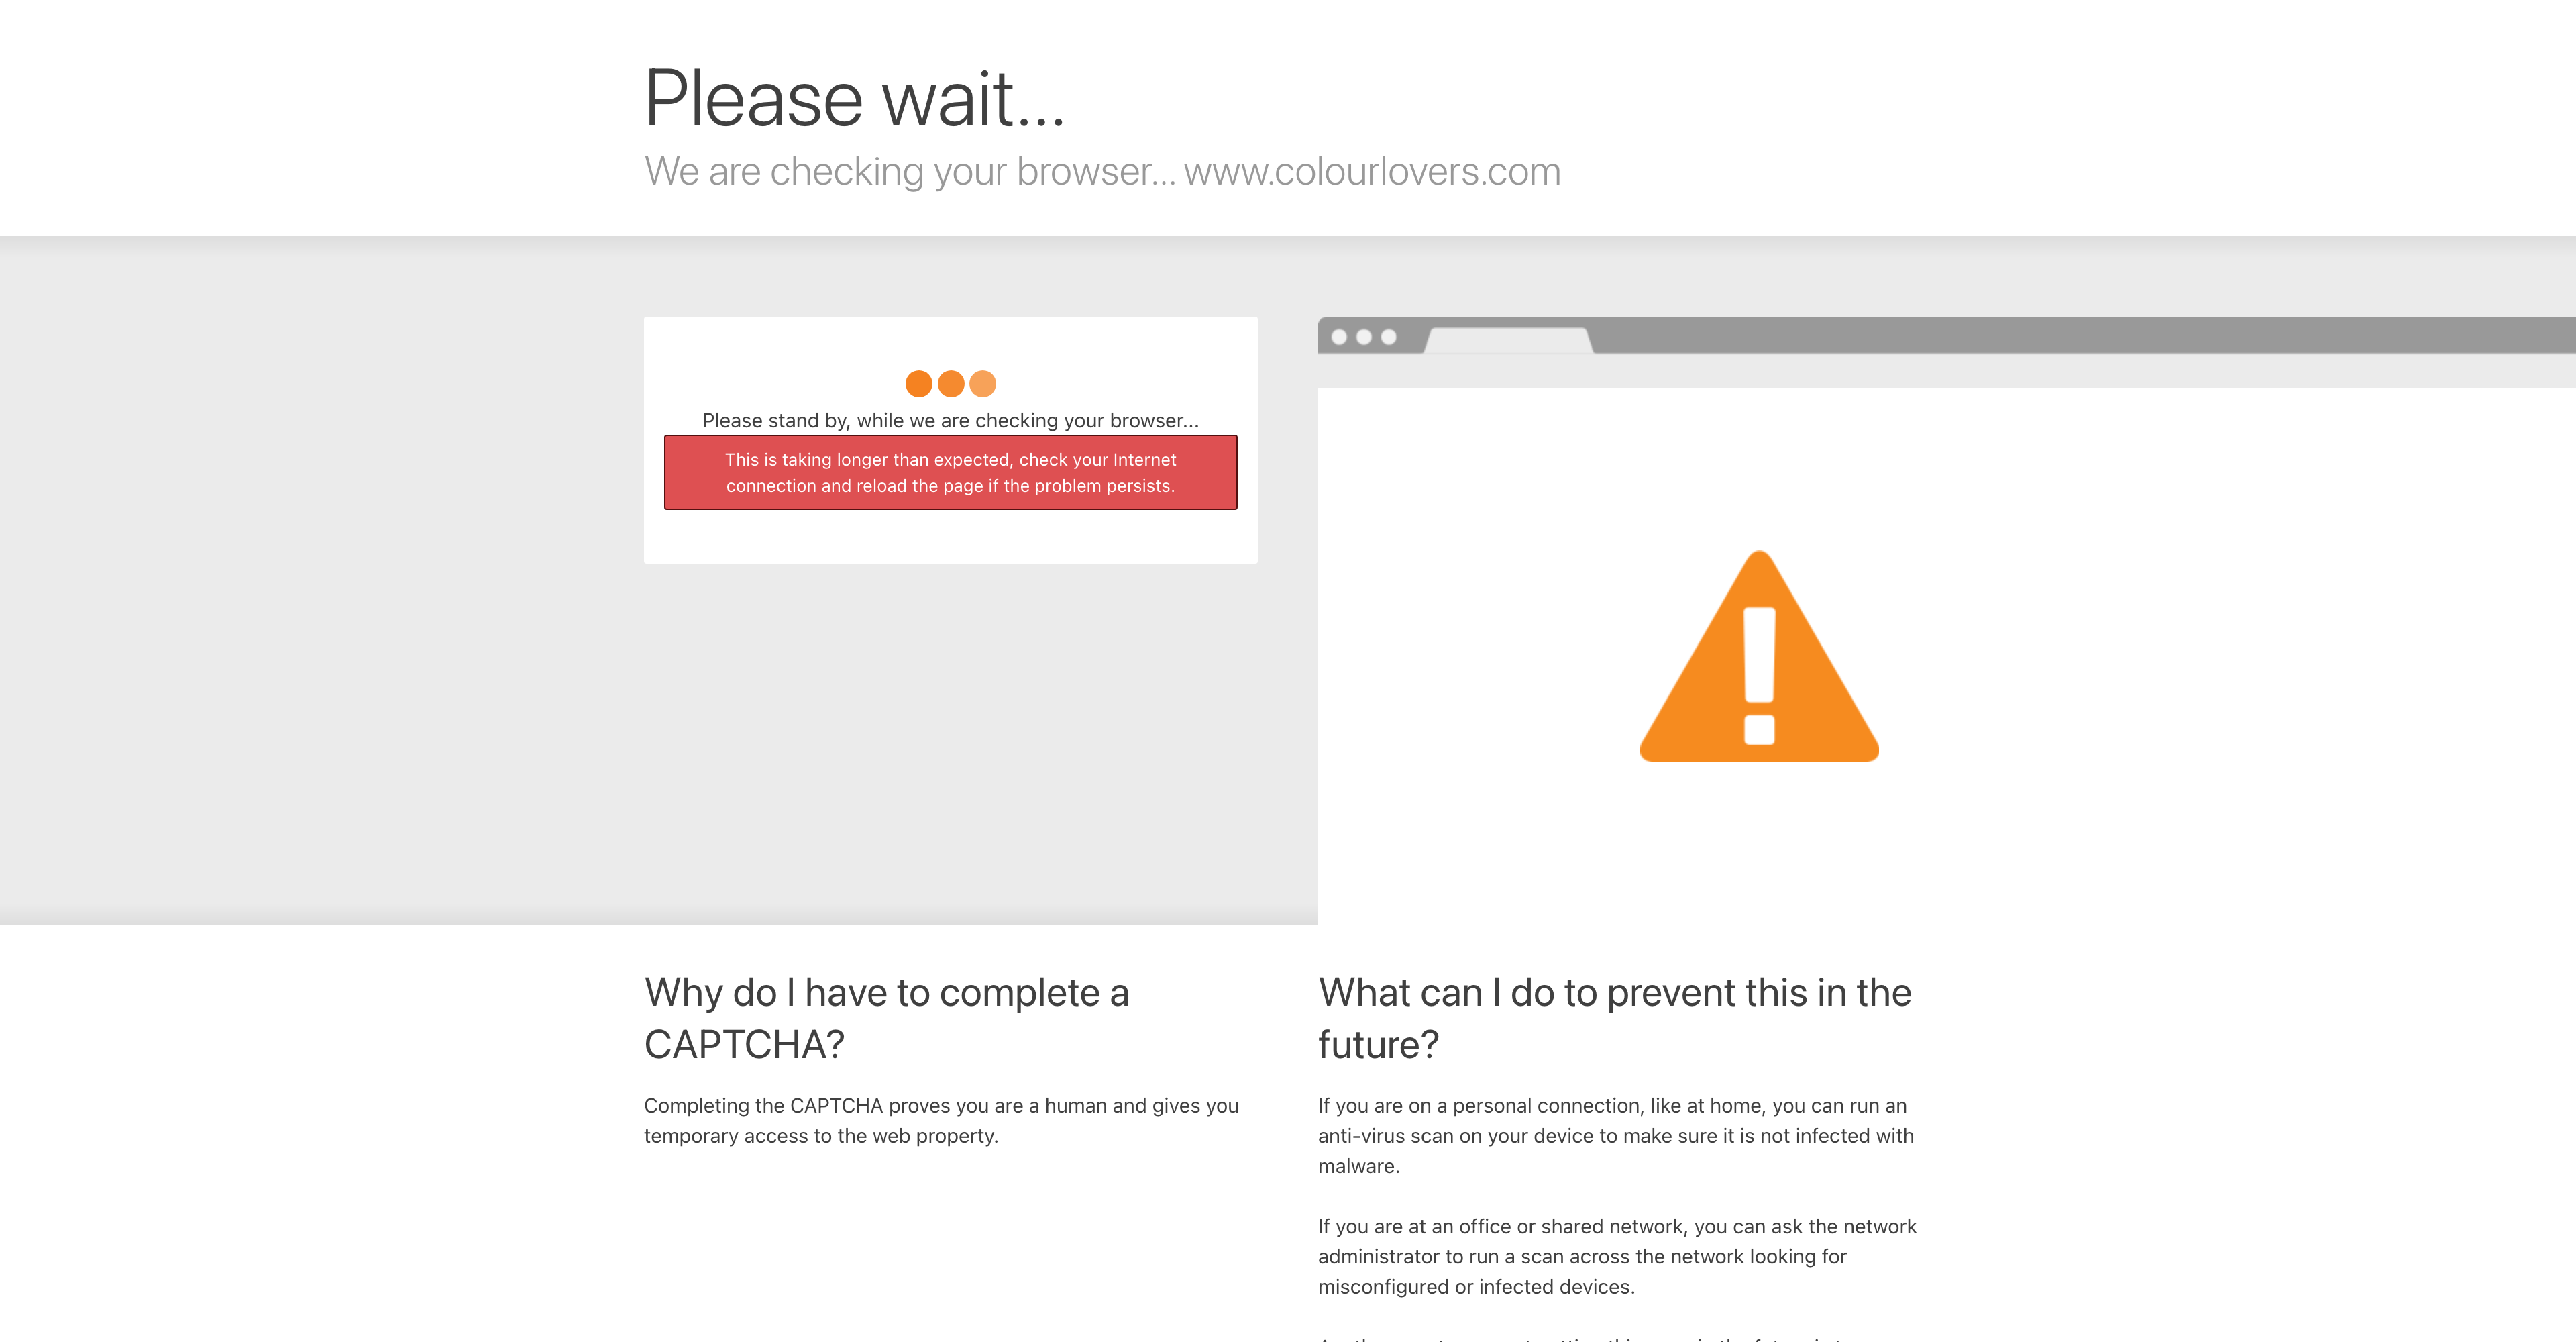 Please wait...
We are checking your browser... www.colourlovers.com
Please stand by, while we are checking your browser...
This is taking longer than expected, check your Internet
connection and reload the page if the problem persists.
Why do I have to complete a
CAPTCHA?
Completing the CAPTCHA proves you are a human and gives you
temporary access to the web property.
What can I do to prevent this in the
future?
If you are on a personal connection, like at home, you can run an
anti-virus scan on your device to make sure it is not infected with
malware.
If you are at an office or shared network, you can ask the network
administrator to run a scan across the network looking for
misconfigured or infected devices.